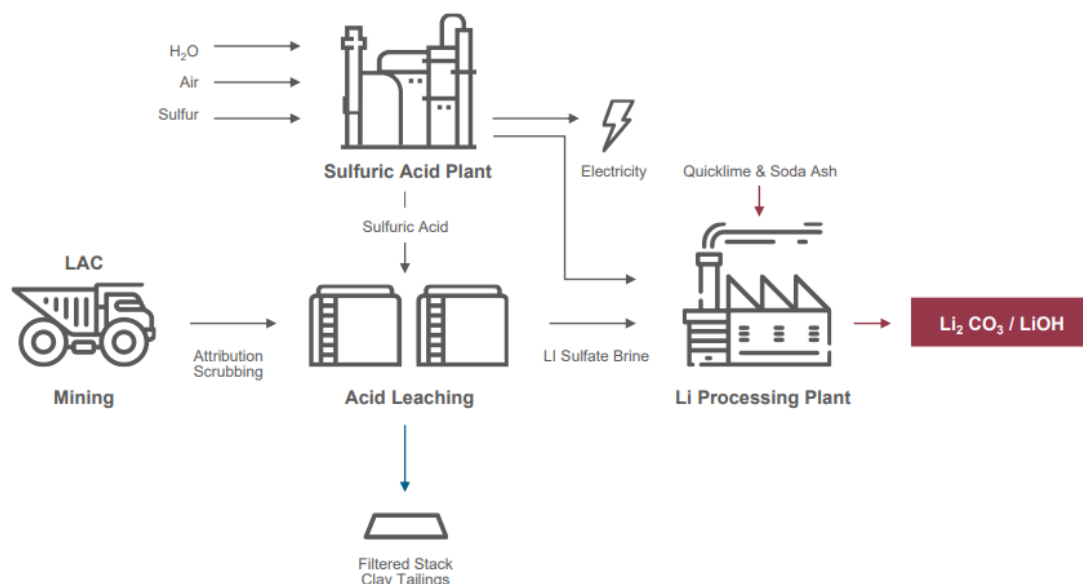 H₂O
Air
Sulfur
Sulfuric Acid Plant
Electricity
Quicklime & Soda Ash
Sulfuric Acid
LAC
Attribution
Scrubbing
LI Sulfate Brine
Li₂ CO₃ / LiOH
Mining
Acid Leaching
Li Processing Plant
Filtered Stack
Clay Tailings